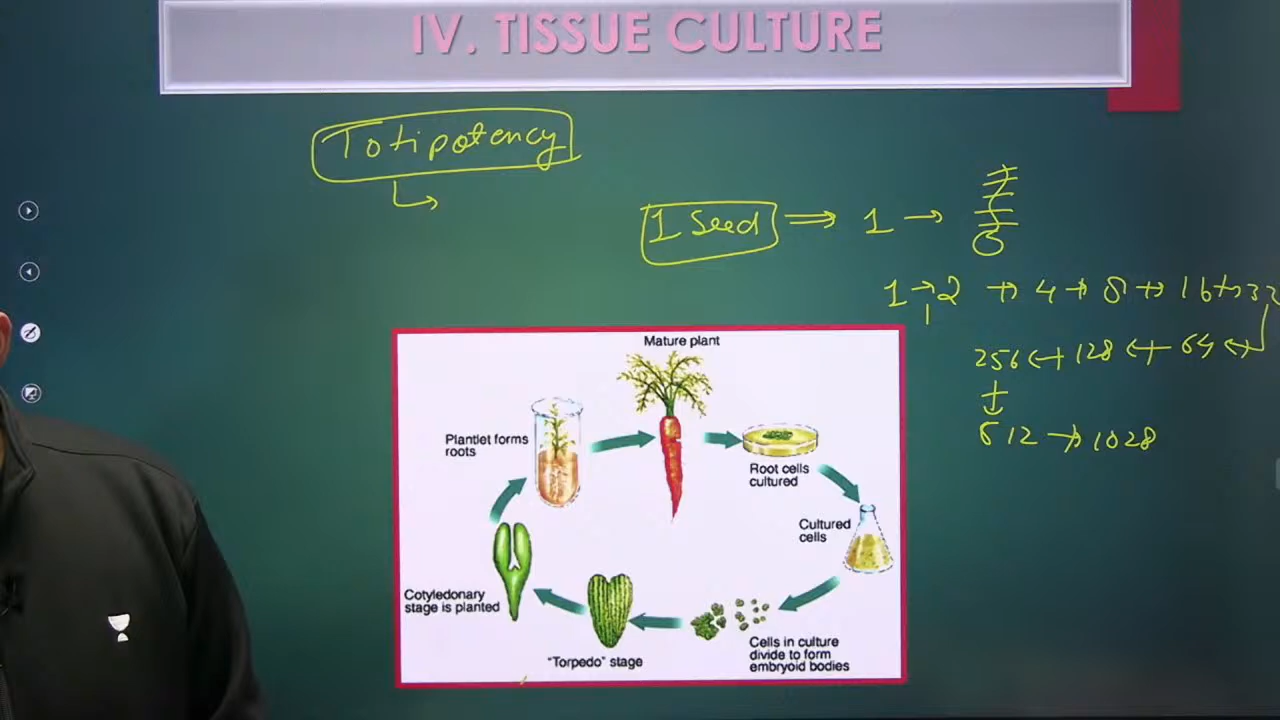 IV. TISSUE CULTURE
Totipotency
1 Seed ⇒ 1 →
1 → 2 → 4 → 8 → 16 → 32
256 ← 128 ← 64 ←
512 → 1028
Mature plant
Plantlet forms
roots
Root cells
cultured
Cultured
cells
Cotyledonary
stage is planted
Cells in culture
divide to form
embryoid bodies
"Torpedo" stage